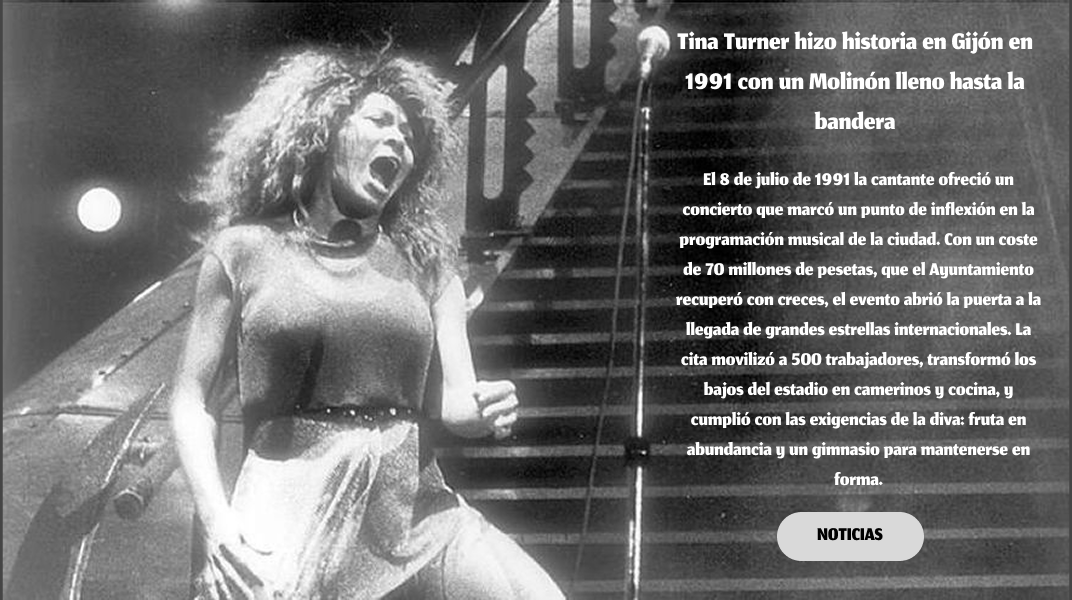 Tina Turner hizo historia en Gijón en
1991 con un Molinón lleno hasta la
bandera
El 8 de julio de 1991 la cantante ofreció un
concierto que marcó un punto de inflexión en la
programación musical de la ciudad. Con un coste
de 70 millones de pesetas, que el Ayuntamiento
recuperó con creces, el evento abrió la puerta a la
llegada de grandes estrellas internacionales. La
cita movilizó a 500 trabajadores, transformó los
bajos del estadio en camerinos y cocina, y
cumplió con las exigencias de la diva: fruta en
abundancia y un gimnasio para mantenerse en
forma.
NOTICIAS